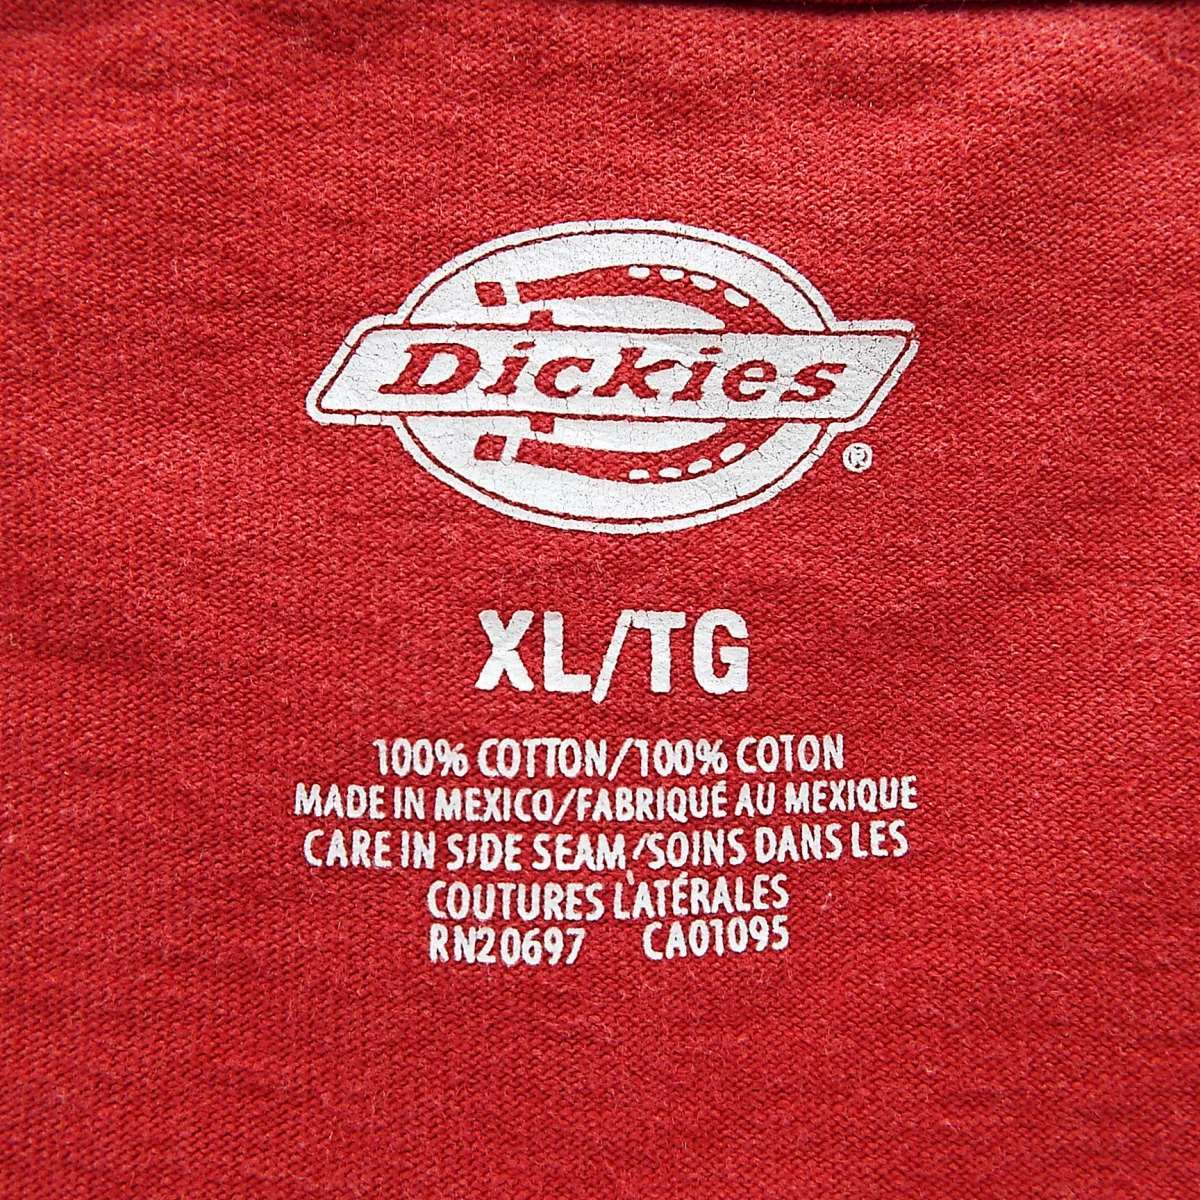 Dickies
®
XL/TG
100% COTTON/100% COTON
MADE IN MEXICO/FABRIQUÉ AU MEXIQUE
CARE IN SIDE SEAM/SOINS DANS LES
COUTURES LATÉRALES
RN20697 CA01095